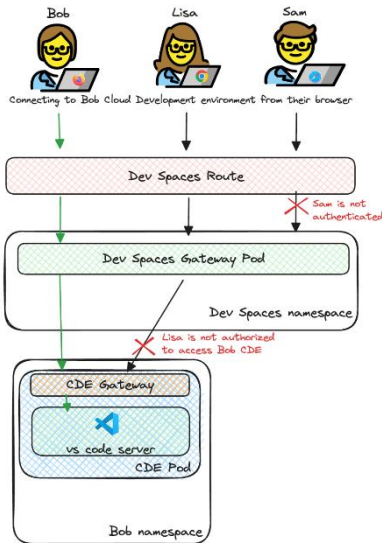 Bob
Lisa
Sam
Connecting to Bob Cloud Development environment from their browser
Dev Spaces Route
Sam is not
authenticated
Dev Spaces Gateway Pod
Dev Spaces namespace
Lisa is not authorized
to access Bob CDE
CDE Gateway
vs code server
CDE Pod
Bob namespace